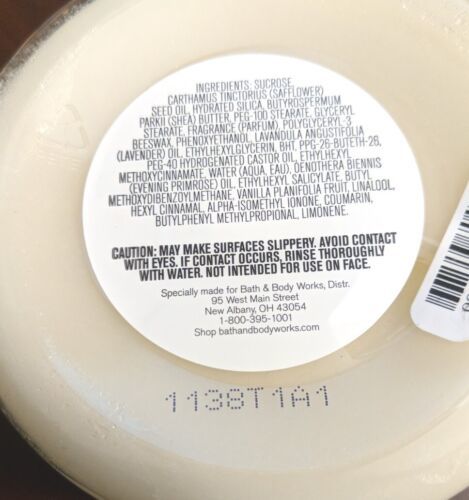 INGREDIENTS: SUCROSE,
CARTHAMUS TINCTORIUS (SAFFLOWER)
SEED OIL, HYDRATED SILICA, BUTYROSPERMUM
PARKII (SHEA) BUTTER, PEG-100 STEARATE, GLYCERYL
STEARATE, FRAGRANCE (PARFUM), POLYGLYCERYL-3
BEESWAX, PHENOXYETHANOL, LAVANDULA ANGUSTIFOLIA
(LAVENDER) OIL, ETHYLHEXYLGLYCERIN, BHT, PPG-26-BUTETH-26,
PEG-40 HYDROGENATED CASTOR OIL, ETHYLHEXYL
METHOXYCINNAMATE, WATER (AQUA, EAU), OENOTHERA BIENNIS
(EVENING PRIMROSE) OIL, ETHYLHEXYL SALICYLATE, BUTYL
METHOXYDIBENZOYLMETHANE, VANILLA PLANIFOLIA FRUIT, LINALOOL,
HEXYL CINNAMAL, ALPHA-ISOMETHYL IONONE, COUMARIN,
BUTYLPHENYL METHYLPROPIONAL, LIMONENE.
CAUTION: MAY MAKE SURFACES SLIPPERY. AVOID CONTACT
WITH EYES. IF CONTACT OCCURS, RINSE THOROUGHLY
WITH WATER. NOT INTENDED FOR USE ON FACE.
Specially made for Bath & Body Works, Distr.
95 West Main Street
New Albany, OH 43054
1-800-395-1001
Shop bathandbodyworks.com
1138T1A1